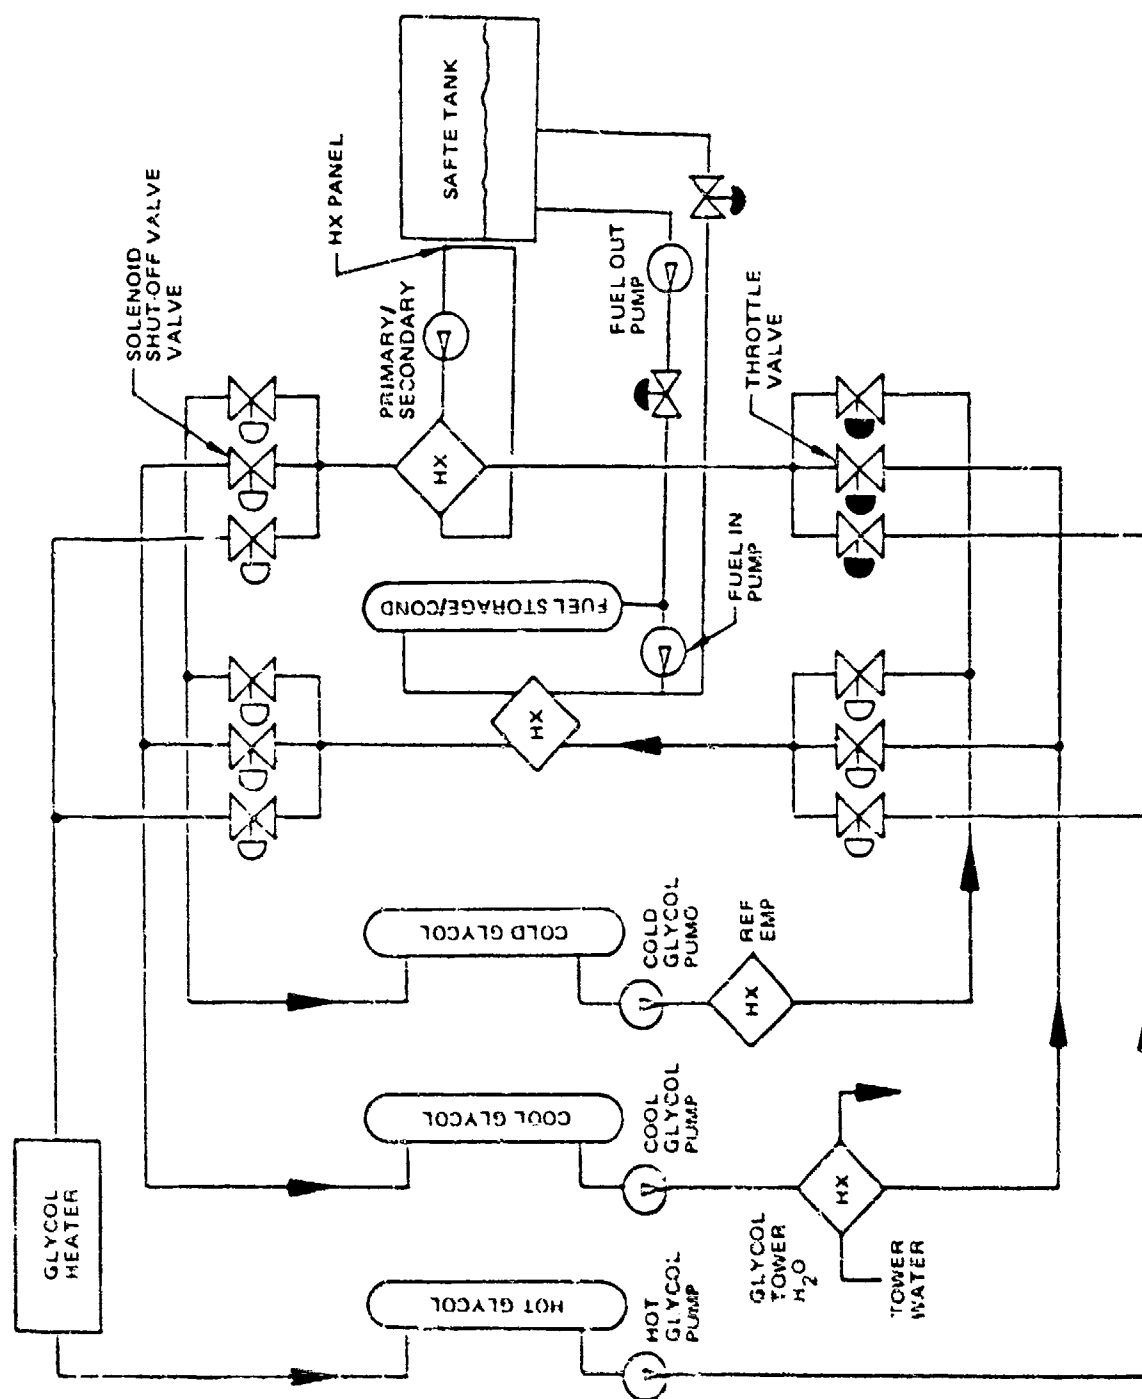 GLYCOL
HEATER
HOT GLYCOL
HOT
GLYCOL
PUMP
COOL GLYCOL
COOL
GLYCOL
PUMP
GLYCOL
TOWER
H2O
HX
TOWER
WATER
COLD GLYCOL
COLD
GLYCOL
PUMO
HX
REF
EMP
HX
FUEL STORAGE/COND
FUEL IN
PUMP
SOLENOID
SHUT-OFF VALVE
VALVE
HX
PRIMARY/
SECONDARY
HX PANEL
SAFTE TANK
FUEL OUT
PUMP
THROTTLE
VALVE